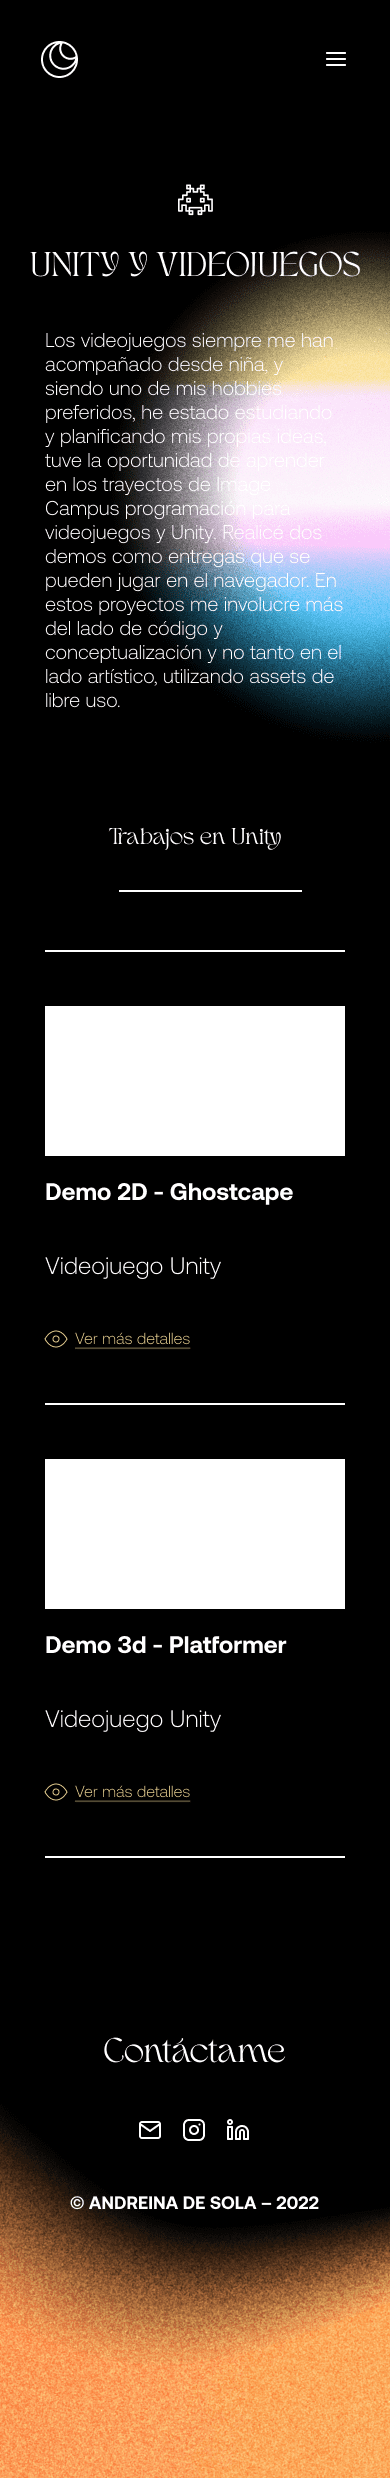 UNITY Y VIDEOJUEGOS
Los videojuegos siempre me han
acompañado desde niña, y
siendo uno de mis hobbies
preferidos, he estado estudiando
y planificando mis propias ideas,
tuve la oportunidad de aprender
en los trayectos de Image
Campus programación para
videojuegos y Unity. Realicé dos
demos como entregas que se
pueden jugar en el navegador. En
estos proyectos me involucre más
del lado de código y
conceptualización y no tanto en el
lado artístico, utilizando assets de
libre uso.
Trabajos en Unity
Demo 2D - Ghostcape
Videojuego Unity
Ver más detalles
Demo 3d - Platformer
Videojuego Unity
Ver más detalles
Contáctame
© ANDREINA DE SOLA – 2022